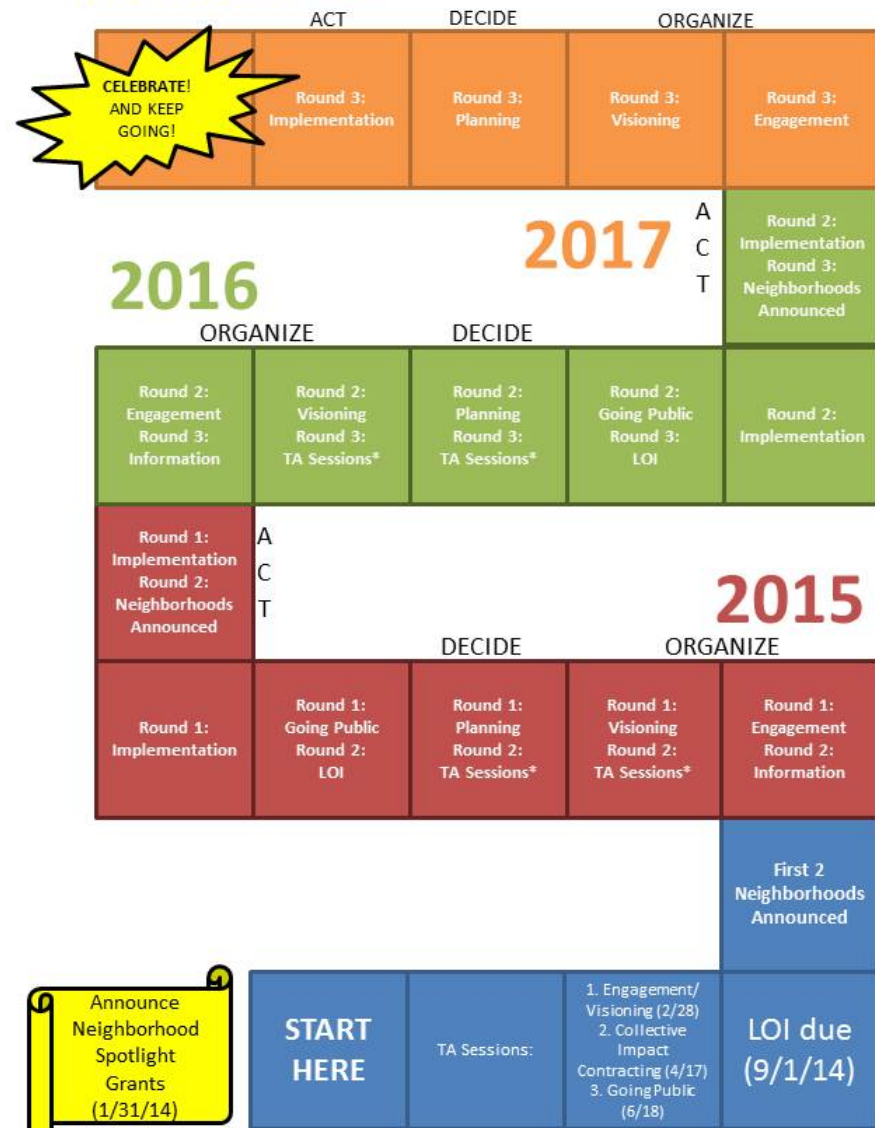 ACT
DECIDE
ORGANIZE
CELEBRATE!
AND KEEP
GOING!
Round 3:
Implementation
Round 3:
Planning
Round 3:
Visioning
Round 3:
Engagement
2017
A
C
T
Round 2:
Implementation
Round 3:
Neighborhoods
Announced
2016
ORGANIZE
DECIDE
Round 2:
Engagement
Round 3:
Information
Round 2:
Visioning
Round 3:
TA Sessions*
Round 2:
Planning
Round 3:
TA Sessions*
Round 2:
Going Public
Round 3:
LOI
Round 2:
Implementation
Round 1:
Implementation
Round 2:
Neighborhoods
Announced
A
C
T
2015
DECIDE
ORGANIZE
Round 1:
Implementation
Round 1:
Going Public
Round 2:
LOI
Round 1:
Planning
Round 2:
TA Sessions*
Round 1:
Visioning
Round 2:
TA Sessions*
Round 1:
Engagement
Round 2:
Information
First 2
Neighborhoods
Announced
Announce
Neighborhood
Spotlight
Grants
(1/31/14)
START
HERE
TA Sessions:
1. Engagement/
Visioning (2/28)
2. Collective
Impact
Contracting (4/17)
3. Going Public
(6/18)
LOI due
(9/1/14)